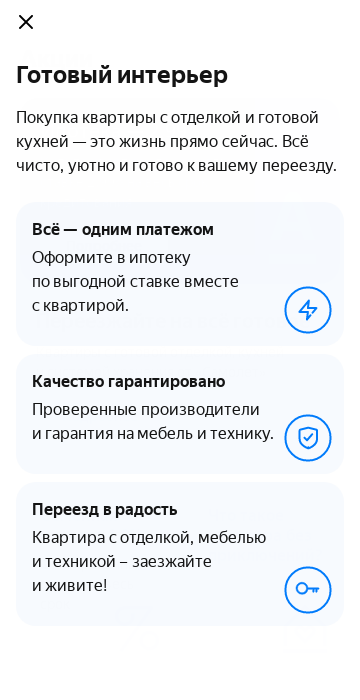 Готовый интерьер
Покупка квартиры с отделкой и готовой
кухней — это жизнь прямо сейчас. Всё
чисто, уютно и готово к вашему переезду.
Всё — одним платежом
Оформите в ипотеку
по выгодной ставке вместе
с квартирой.
Качество гарантировано
Проверенные производители
и гарантия на мебель и технику.
Переезд в радость
Квартира с отделкой, мебелью
и техникой – заезжайте
и живите!